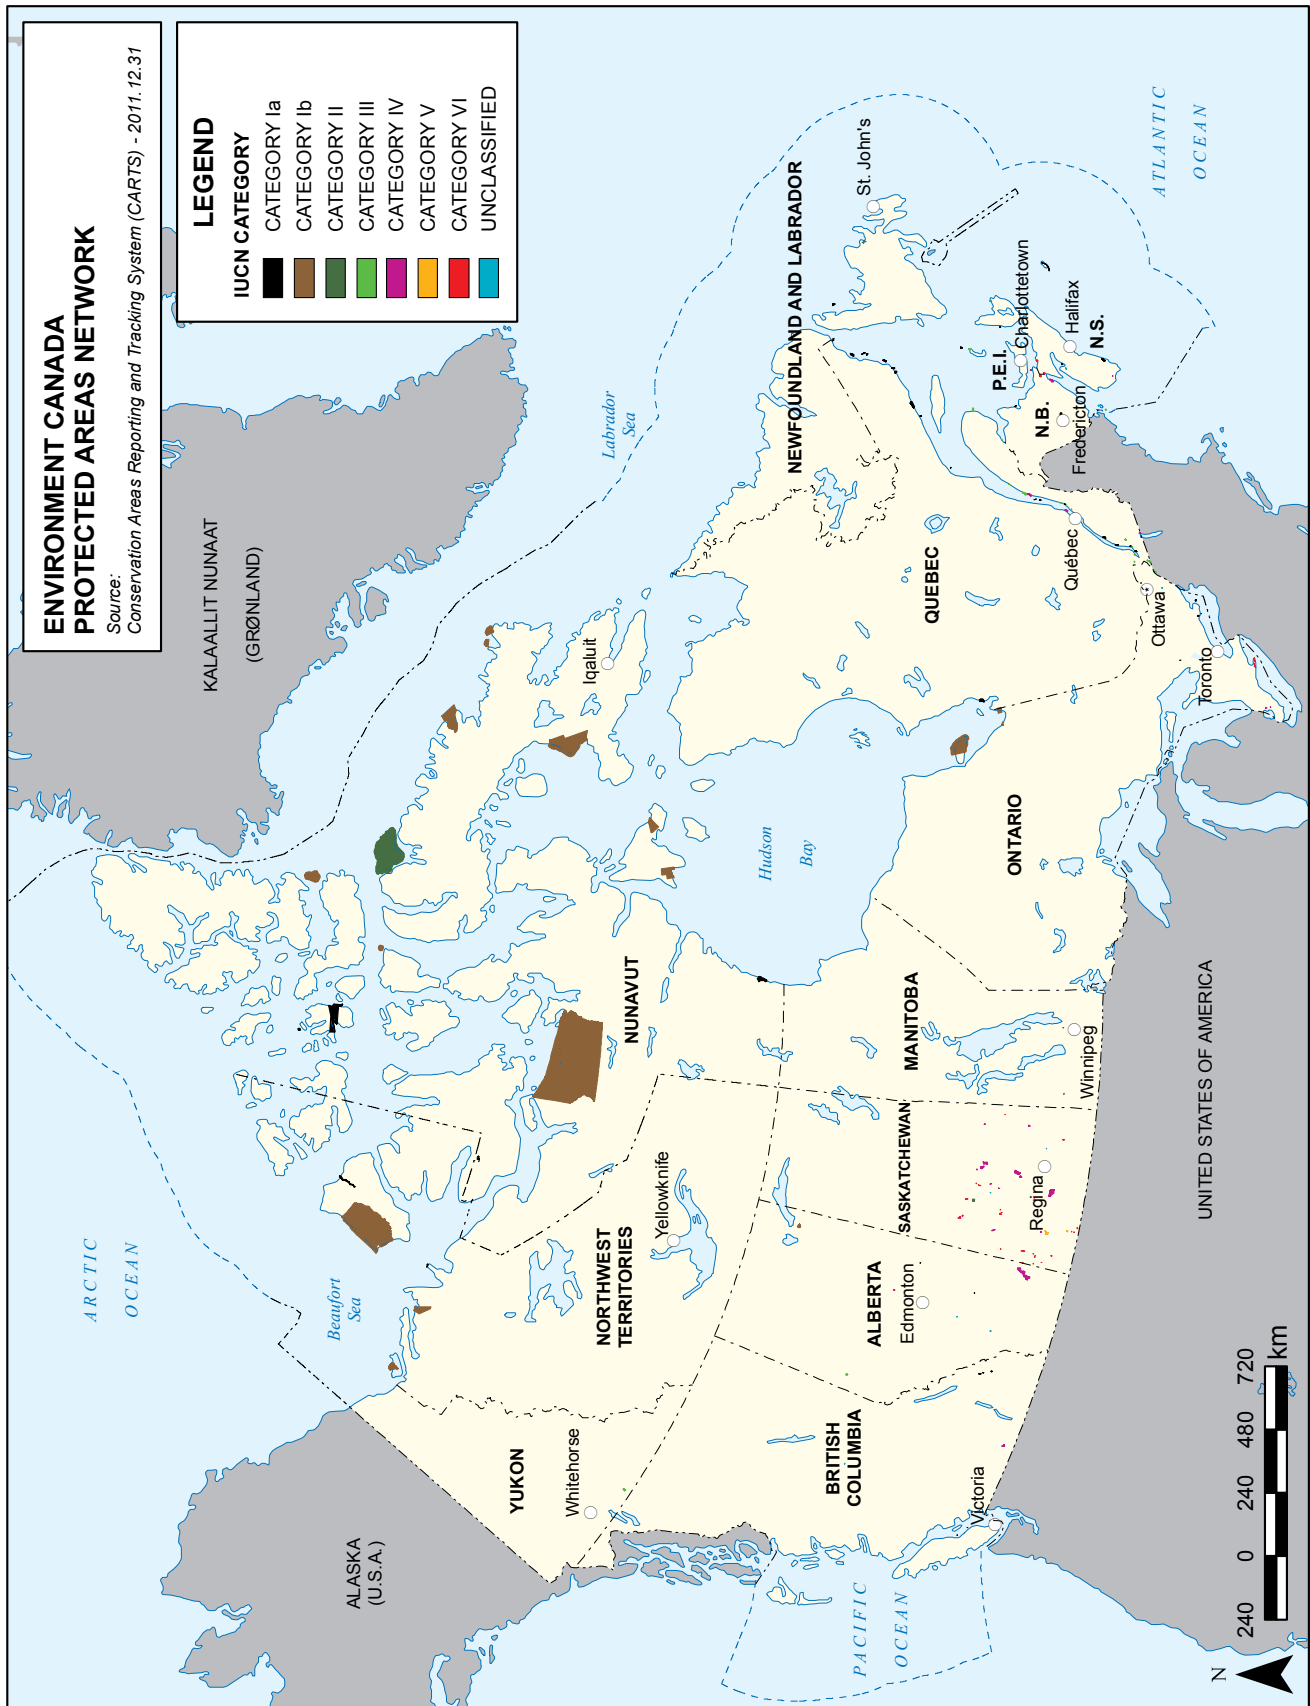 ENVIRONMENT CANADA
PROTECTED AREAS NETWORK
Source:
Conservation Areas Reporting and Tracking System (CARTS) - 2011.12.31
LEGEND
IUCN CATEGORY
CATEGORY Ia
CATEGORY Ib
CATEGORY II
CATEGORY III
CATEGORY IV
CATEGORY V
CATEGORY VI
UNCLASSIFIED
KALAALLIT NUNAAT
(GRØNLAND)
ARCTIC
OCEAN
Beaufort
Sea
Labrador
Sea
ALASKA
(U.S.A.)
YUKON
Whitehorse
NORTHWEST
TERRITORIES
Yellowknife
NUNAVUT
Iqaluit
Hudson
Bay
PACIFIC
OCEAN
BRITISH
COLUMBIA
Victoria
ALBERTA
Edmonton
SASKATCHEWAN
Regina
MANITOBA
Winnipeg
ONTARIO
Toronto
Ottawa
QUEBEC
Québec
NEWFOUNDLAND AND LABRADOR
St. John's
P.E.I.
Charlottetown
N.B.
Fredericton
Halifax
N.S.
ATLANTIC
OCEAN
UNITED STATES OF AMERICA
N
240 0 240 480 720
km